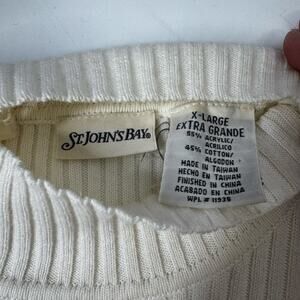 ST. JOHN'S BAY®
X-LARGE
EXTRA GRANDE
55% ACRYLIC/
ACRILICO
45% COTTON/
ALGODON
MADE IN TAIWAN
HECHO EN TAIWAN
FINISHED IN CHINA
ACABADO EN CHINA
WPL # 11935